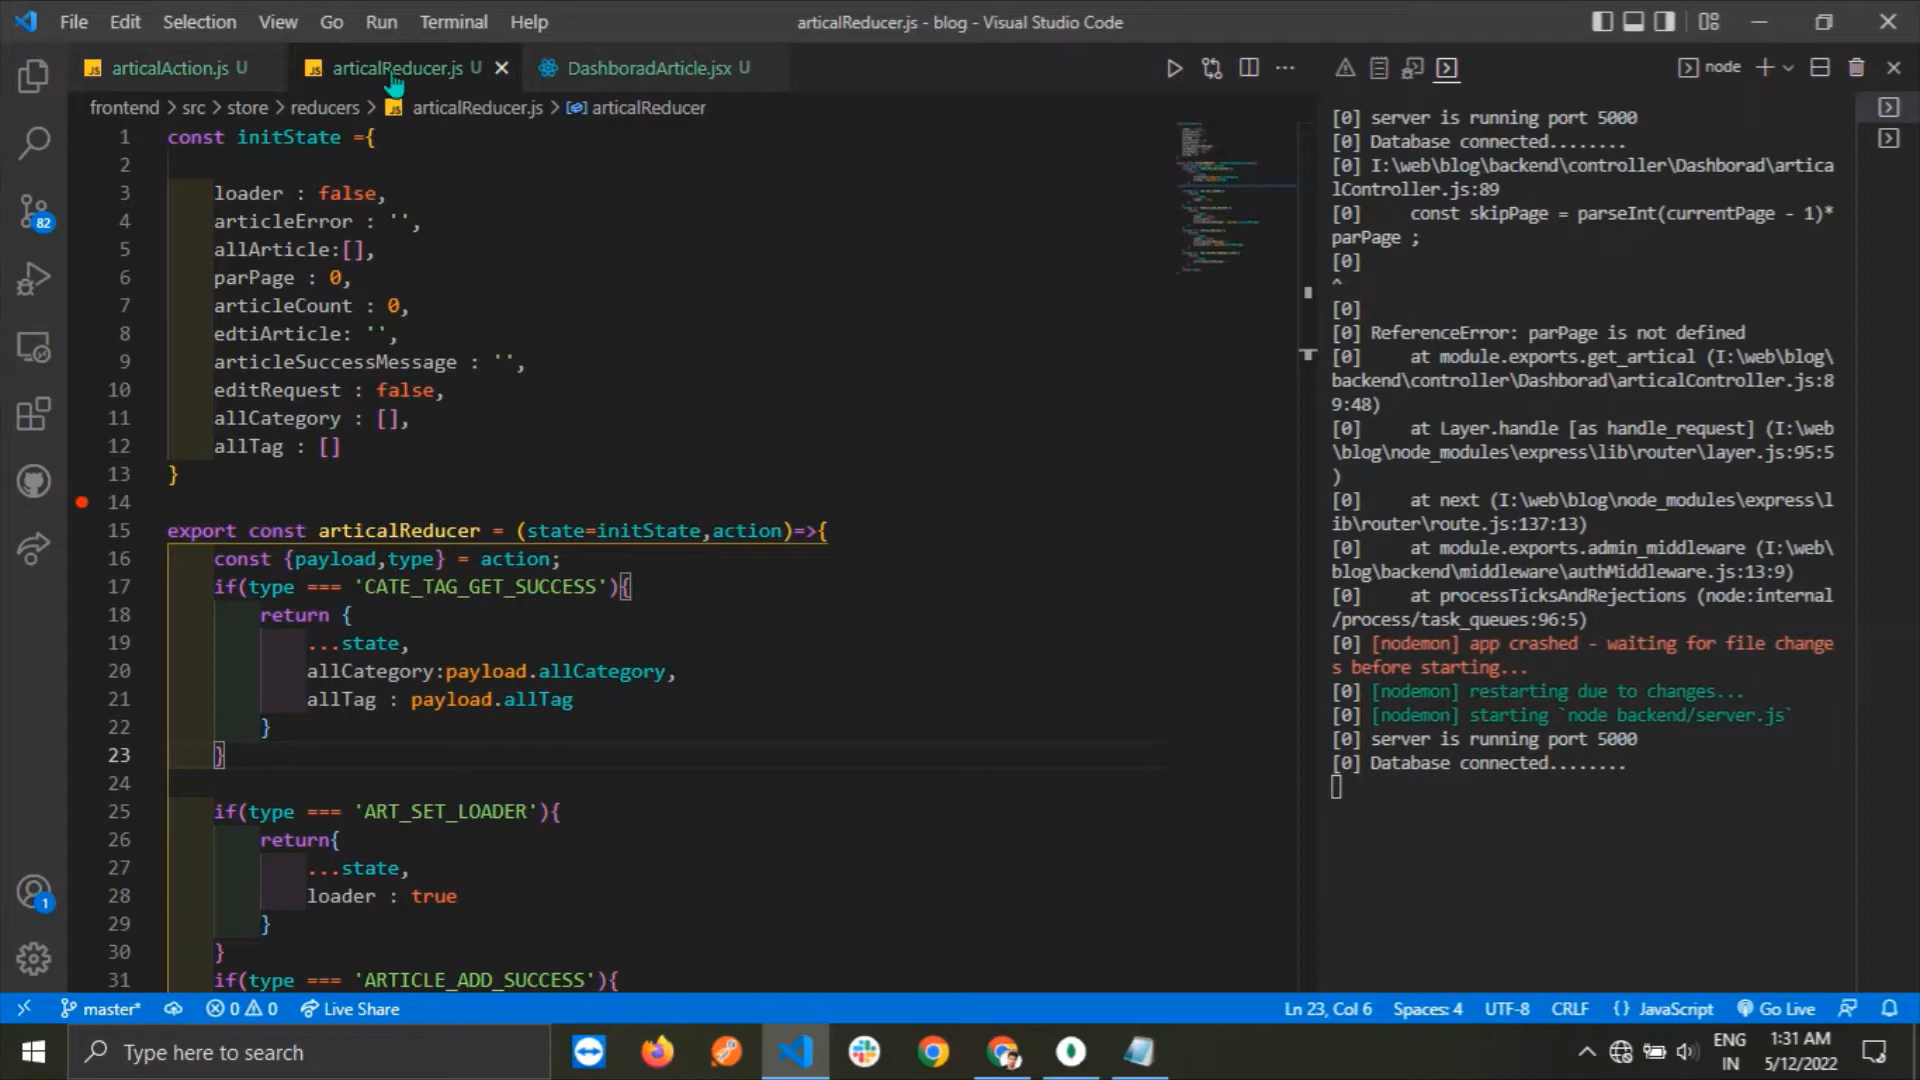 File Edit Selection View Go Run Terminal Help
articalReducer.js - blog - Visual Studio Code
articalAction.js U
articalReducer.js U
DashboradArticle.jsx U
frontend > src > store > reducers > articalReducer.js > articalReducer
1 const initState ={
2
3 loader : false,
4 articleError : '',
5 allArticle:[],
6 parPage : 0,
7 articleCount : 0,
8 edtiArticle: '',
9 articleSuccessMessage : '',
10 editRequest : false,
11 allCategory : [],
12 allTag : []
13 }
14
15 export const articalReducer = (state=initState,action)=>{
16 const {payload,type} = action;
17 if(type === 'CATE_TAG_GET_SUCCESS'){
18 return {
19 ...state,
20 allCategory:payload.allCategory,
21 allTag : payload.allTag
22 }
23 }
24
25 if(type === 'ART_SET_LOADER'){
26 return{
27 ...state,
28 loader : true
29 }
30 }
31 if(type === 'ARTICLE_ADD_SUCCESS'){
node
[0] server is running port 5000
[0] Database connected........
[0] I:\web\blog\backend\controller\Dashborad\artica
lController.js:89
[0] const skipPage = parseInt(currentPage - 1)*
parPage ;
[0]
^
[0]
[0] ReferenceError: parPage is not defined
[0] at module.exports.get_artical (I:\web\blog\
backend\controller\Dashborad\articalController.js:8
9:48)
[0] at Layer.handle [as handle_request] (I:\web
\blog\node_modules\express\lib\router\layer.js:95:5
)
[0] at next (I:\web\blog\node_modules\express\l
ib\router\route.js:137:13)
[0] at module.exports.admin_middleware (I:\web\
blog\backend\middleware\authMiddleware.js:13:9)
[0] at processTicksAndRejections (node:internal
/process/task_queues:96:5)
[0] [nodemon] app crashed - waiting for file change
s before starting...
[0] [nodemon] restarting due to changes...
[0] [nodemon] starting `node backend/server.js`
[0] server is running port 5000
[0] Database connected........
82
1
master* 0 0 Live Share
Ln 23, Col 6 Spaces: 4 UTF-8 CRLF {} JavaScript Go Live
Type here to search
ENG
IN
1:31 AM
5/12/2022